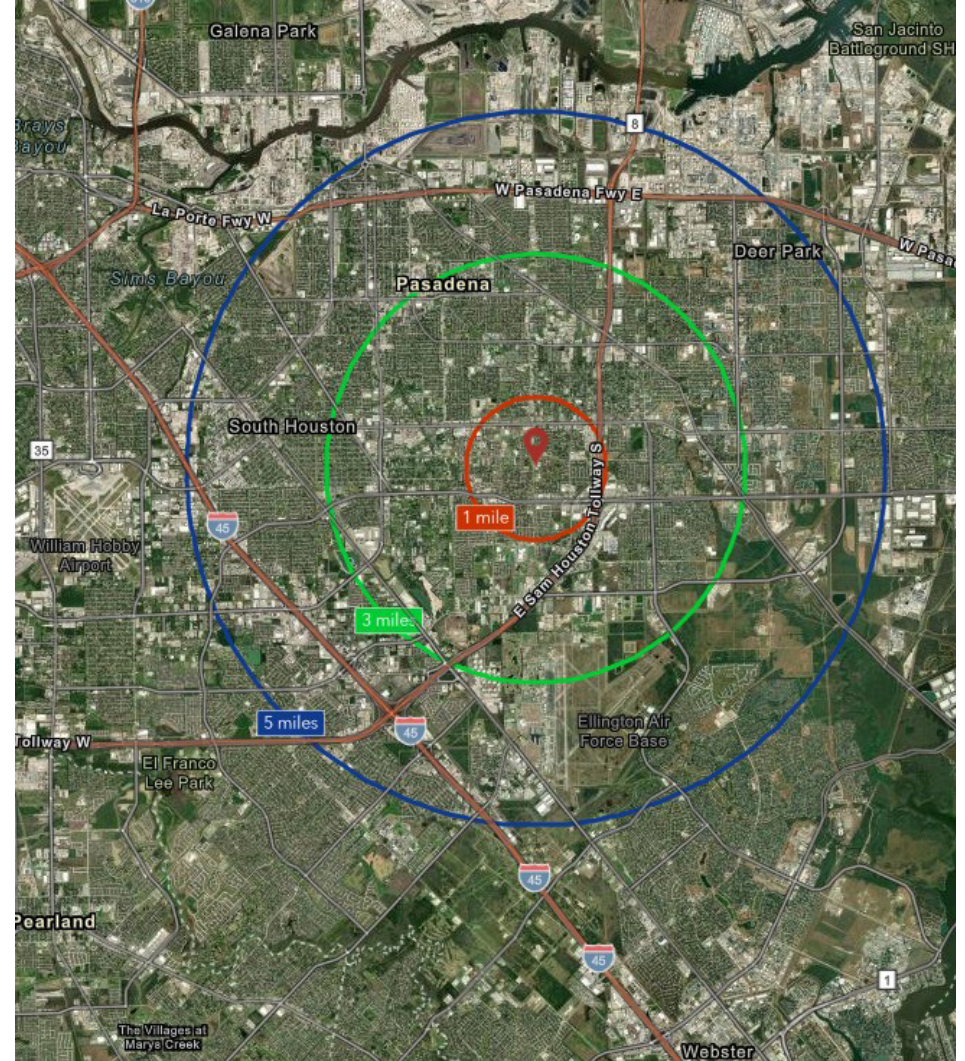 Galena Park
San Jacinto
Battleground SH
Brays
Bayou
8
W Pasadena Fwy E
La Porte Fwy W
W Pasad
Deer Park
Sims Bayou
Pasadena
South Houston
35
1 mile
E Sam Houston Tollway S
45
William Hobby
Airport
3 miles
5 miles
45
Ellington Air
Force Base
Tollway W
El Franco
Lee Park
45
Pearland
45
1
The Villages at
Marys Creek
Webster